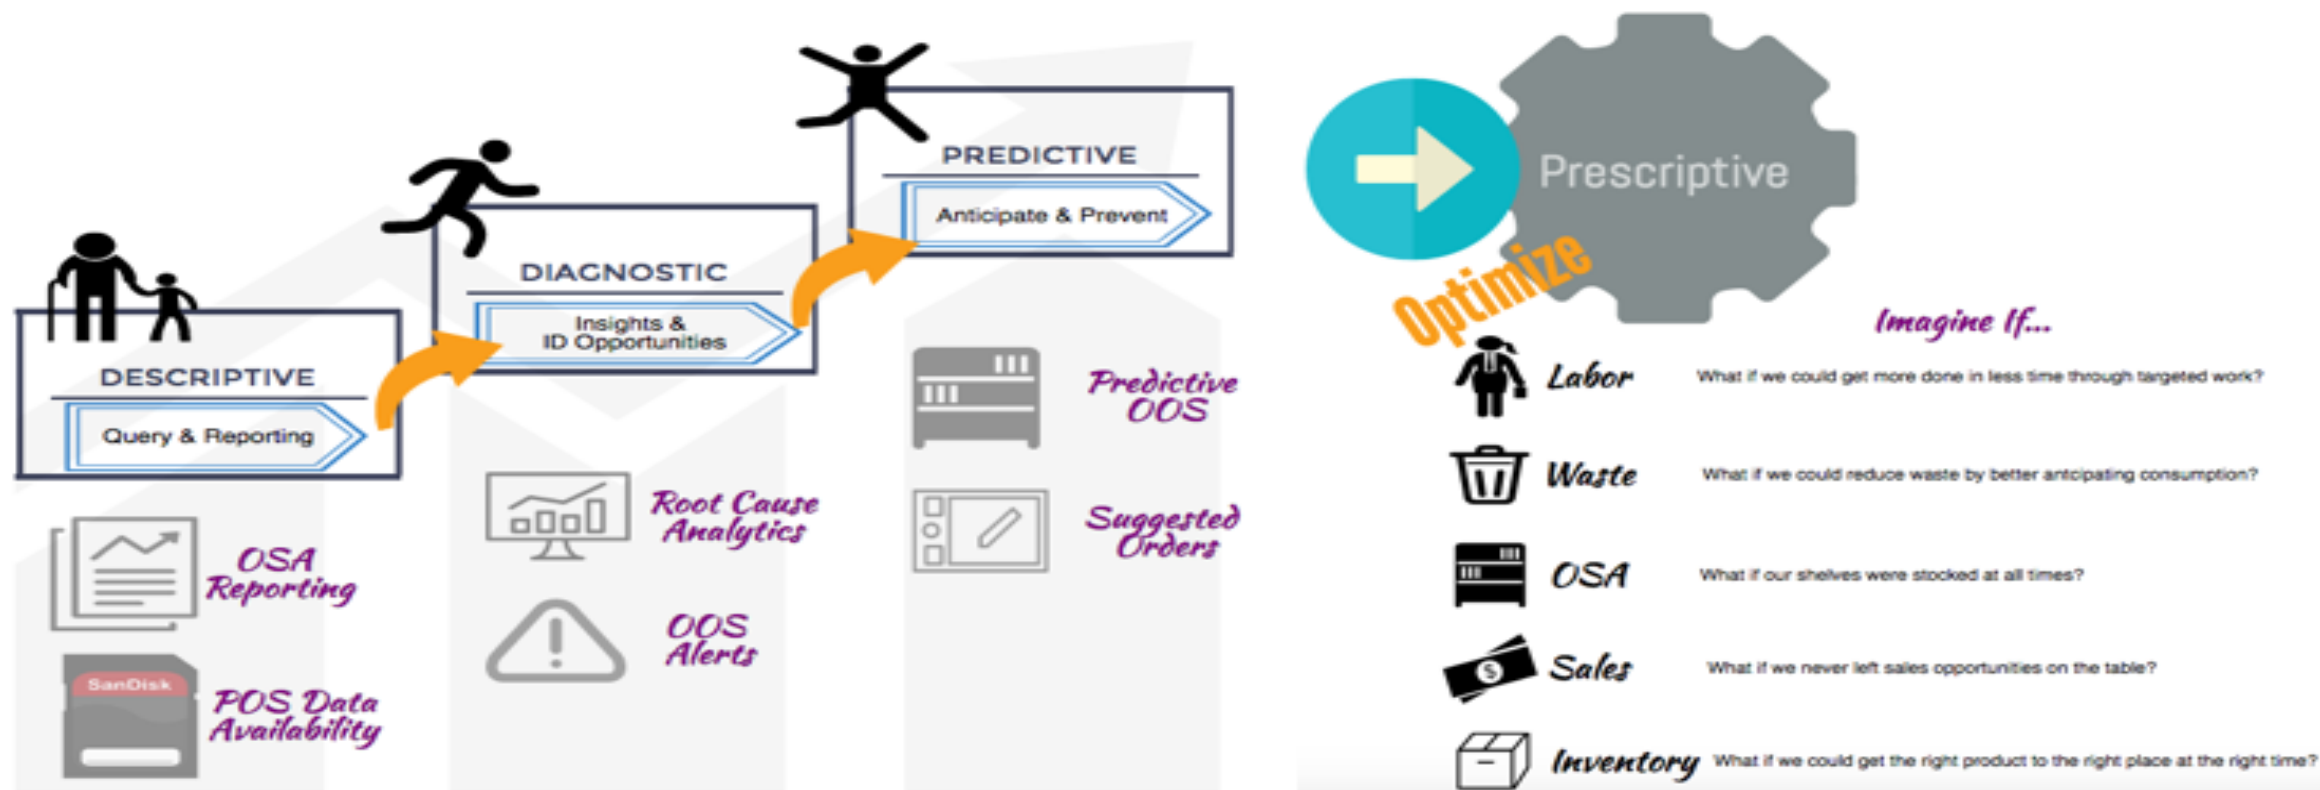 DESCRIPTIVE
Query & Reporting
OSA
Reporting
SanDisk
POS Data
Availability
DIAGNOSTIC
Insights &
ID Opportunities
Root Cause
Analytics
OOS
Alerts
PREDICTIVE
Anticipate & Prevent
Predictive
OOS
Suggested
Orders
Prescriptive
Optimize
Imagine If...
Labor What if we could get more done in less time through targeted work?
Waste What if we could reduce waste by better antcipating consumption?
OSA What if our shelves were stocked at all times?
Sales What if we never left sales opportunities on the table?
$
Inventory What if we could get the right product to the right place at the right time?